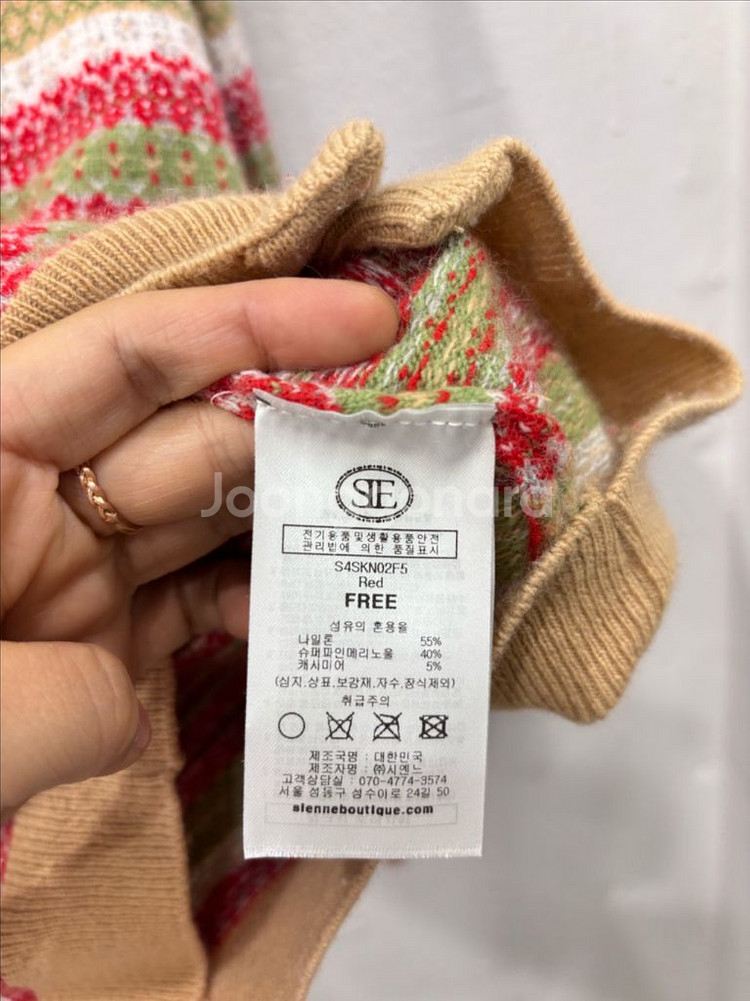 SIE
전기용품및생활용품안전
관리법에 의한 품질표시
S4SKN02F5
Red
FREE
섬유의 혼용율
나일론 55%
슈퍼파인메리노울 40%
캐시미어 5%
(심지,상표,보강재,자수,장식제외)
취급주의
제조국명 : 대한민국
제조자명 : ㈜시엔느
고객상담실 : 070-4774-3574
서울 성동구 성수아로 24길 50
sienneboutique.com